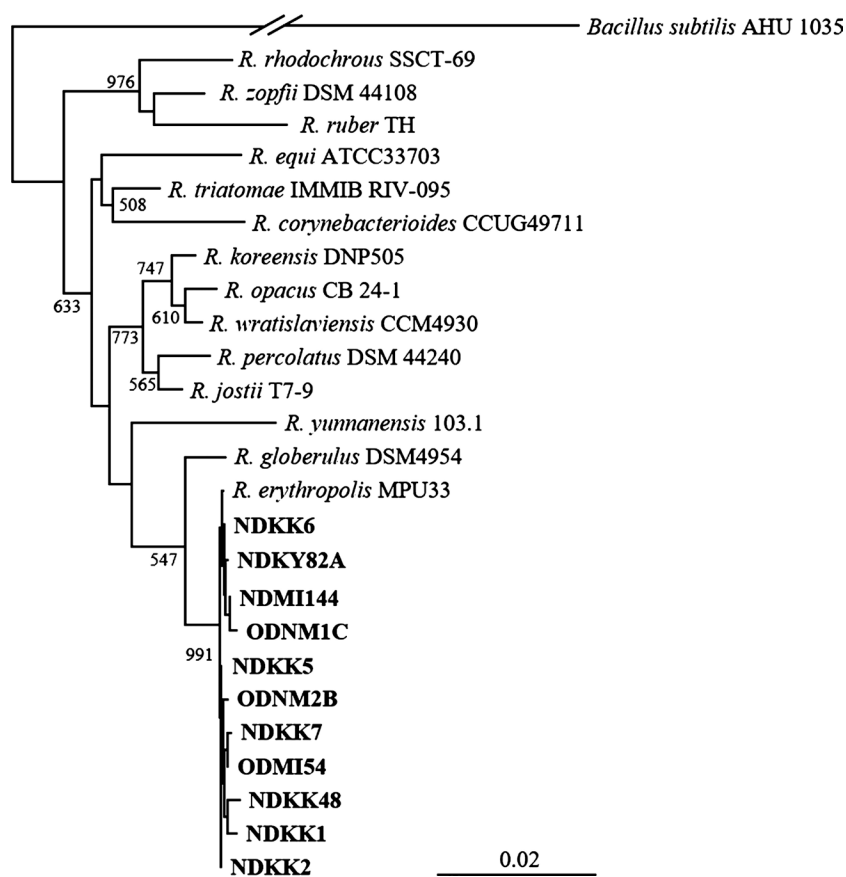 Bacillus subtilis AHU 1035
R. rhodochrous SSCT-69
976
R. zopfii DSM 44108
R. ruber TH
R. equi ATCC33703
R. triatomae IMMIB RIV-095
508
R. corynebacterioides CCUG49711
R. koreensis DNP505
747
R. opacus CB 24-1
633
610
R. wratislaviensis CCM4930
773
R. percolatus DSM 44240
565
R. jostii T7-9
R. yunnanensis 103.1
R. globerulus DSM4954
R. erythropolis MPU33
NDKK6
547
NDKY82A
NDMI144
ODNM1C
991
NDKK5
ODNM2B
NDKK7
ODMI54
NDKK48
NDKK1
NDKK2
0.02